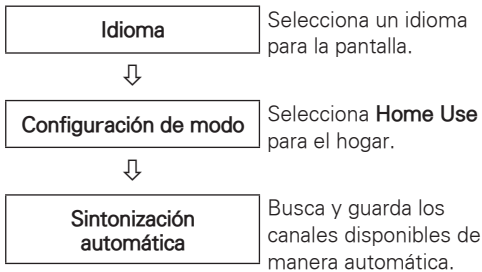 Idioma
Selecciona un idioma
para la pantalla.
Configuración de modo
Selecciona Home Use
para el hogar.
Sintonización
automática
Busca y guarda los
canales disponibles de
manera automática.